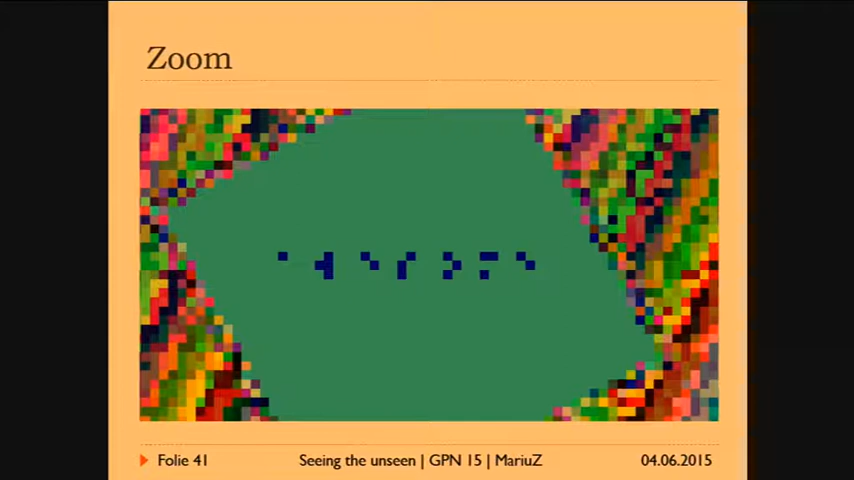 Zoom
⠁⠺⠑⠎⠕⠍⠑
Folie 41 Seeing the unseen | GPN 15 | MariuZ 04.06.2015